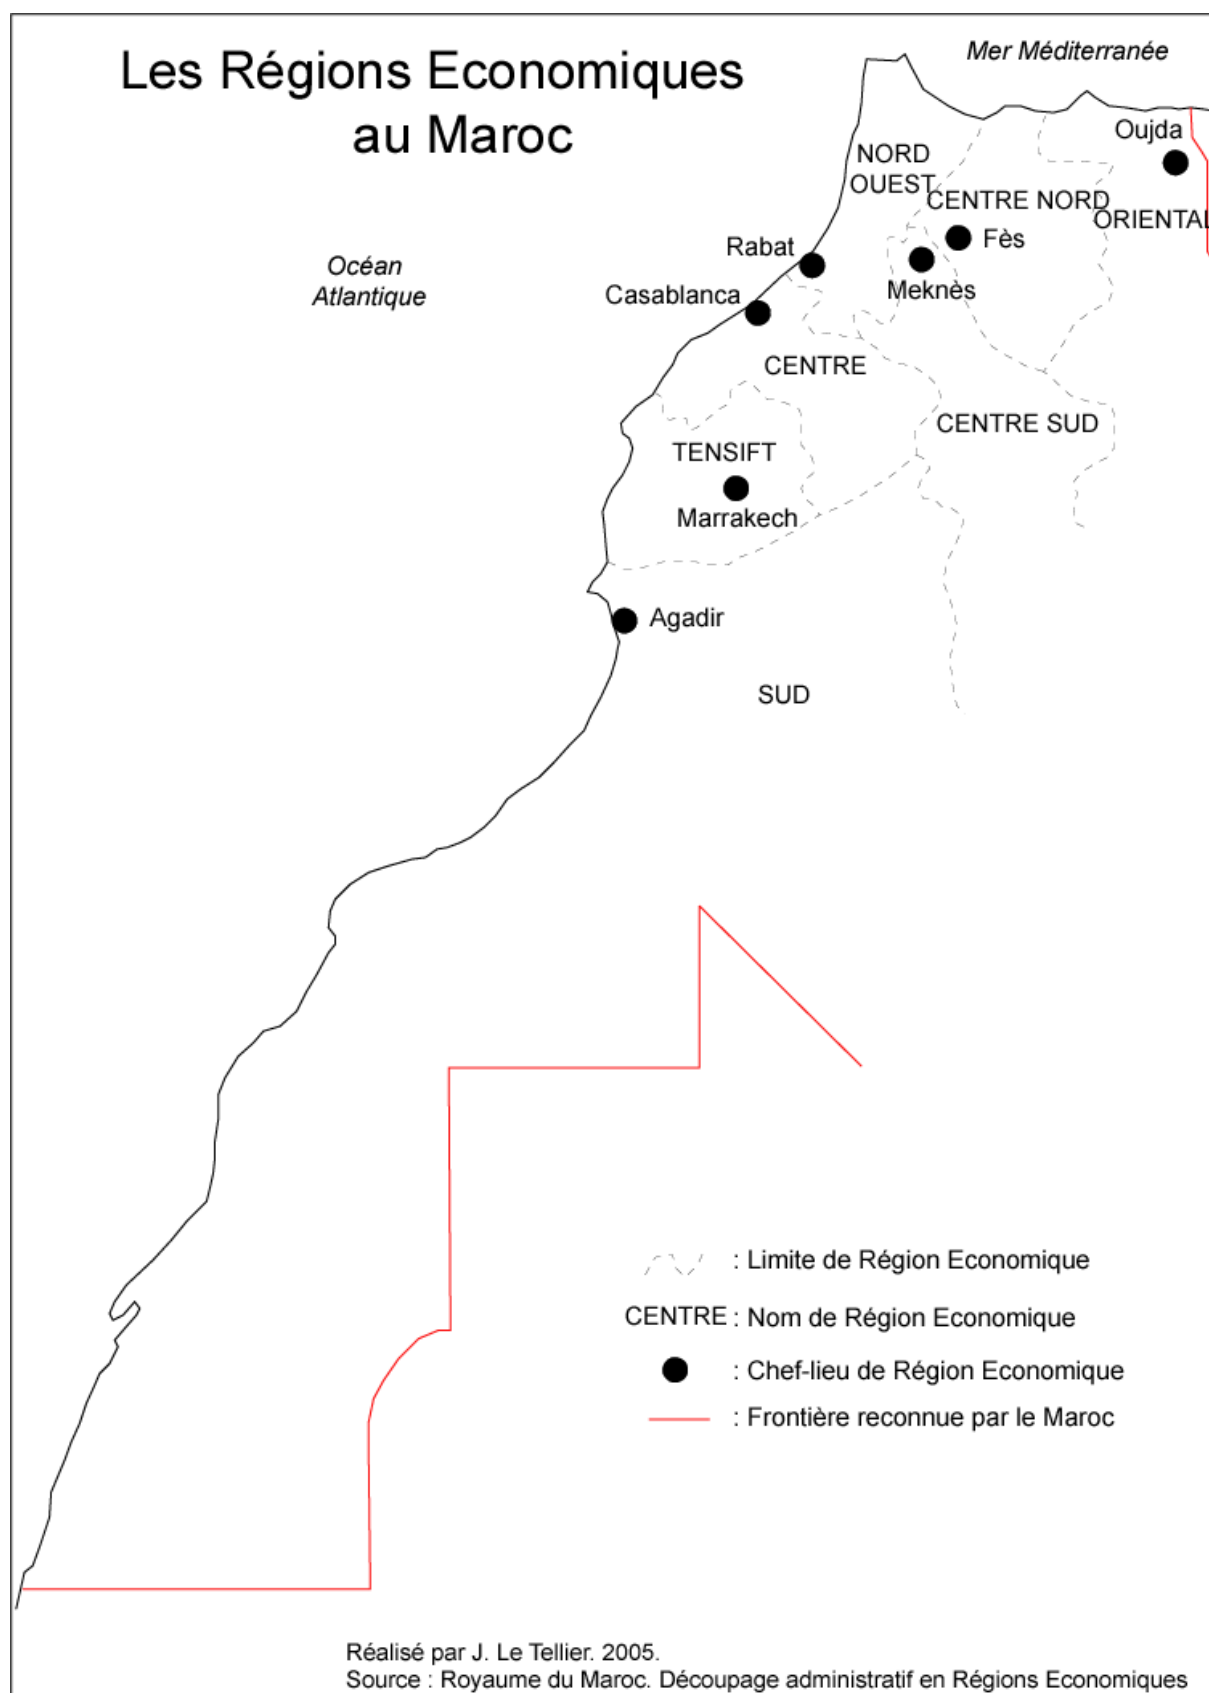 Les Régions Economiques
au Maroc
Mer Méditerranée
Oujda
NORD
OUEST
CENTRE NORD
ORIENTAL
Fès
Rabat
Meknès
Océan
Atlantique
Casablanca
CENTRE
CENTRE SUD
TENSIFT
Marrakech
Agadir
SUD
: Limite de Région Economique
CENTRE : Nom de Région Economique
: Chef-lieu de Région Economique
: Frontière reconnue par le Maroc
Réalisé par J. Le Tellier. 2005.
Source : Royaume du Maroc. Découpage administratif en Régions Economiques